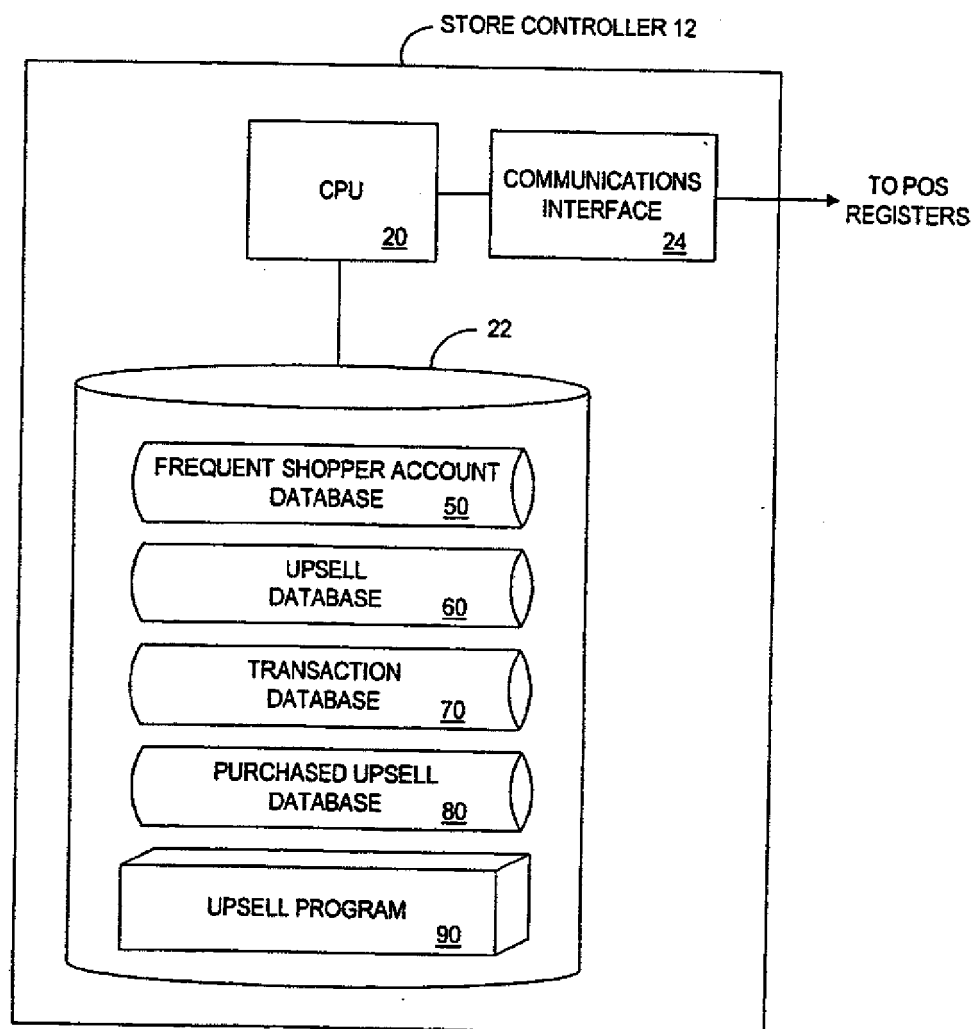 STORE CONTROLLER 12
CPU
20
COMMUNICATIONS
INTERFACE
24
TO POS
REGISTERS
22
FREQUENT SHOPPER ACCOUNT
DATABASE
50
UPSELL
DATABASE
60
TRANSACTION
DATABASE
70
PURCHASED UPSELL
DATABASE
80
UPSELL PROGRAM
90